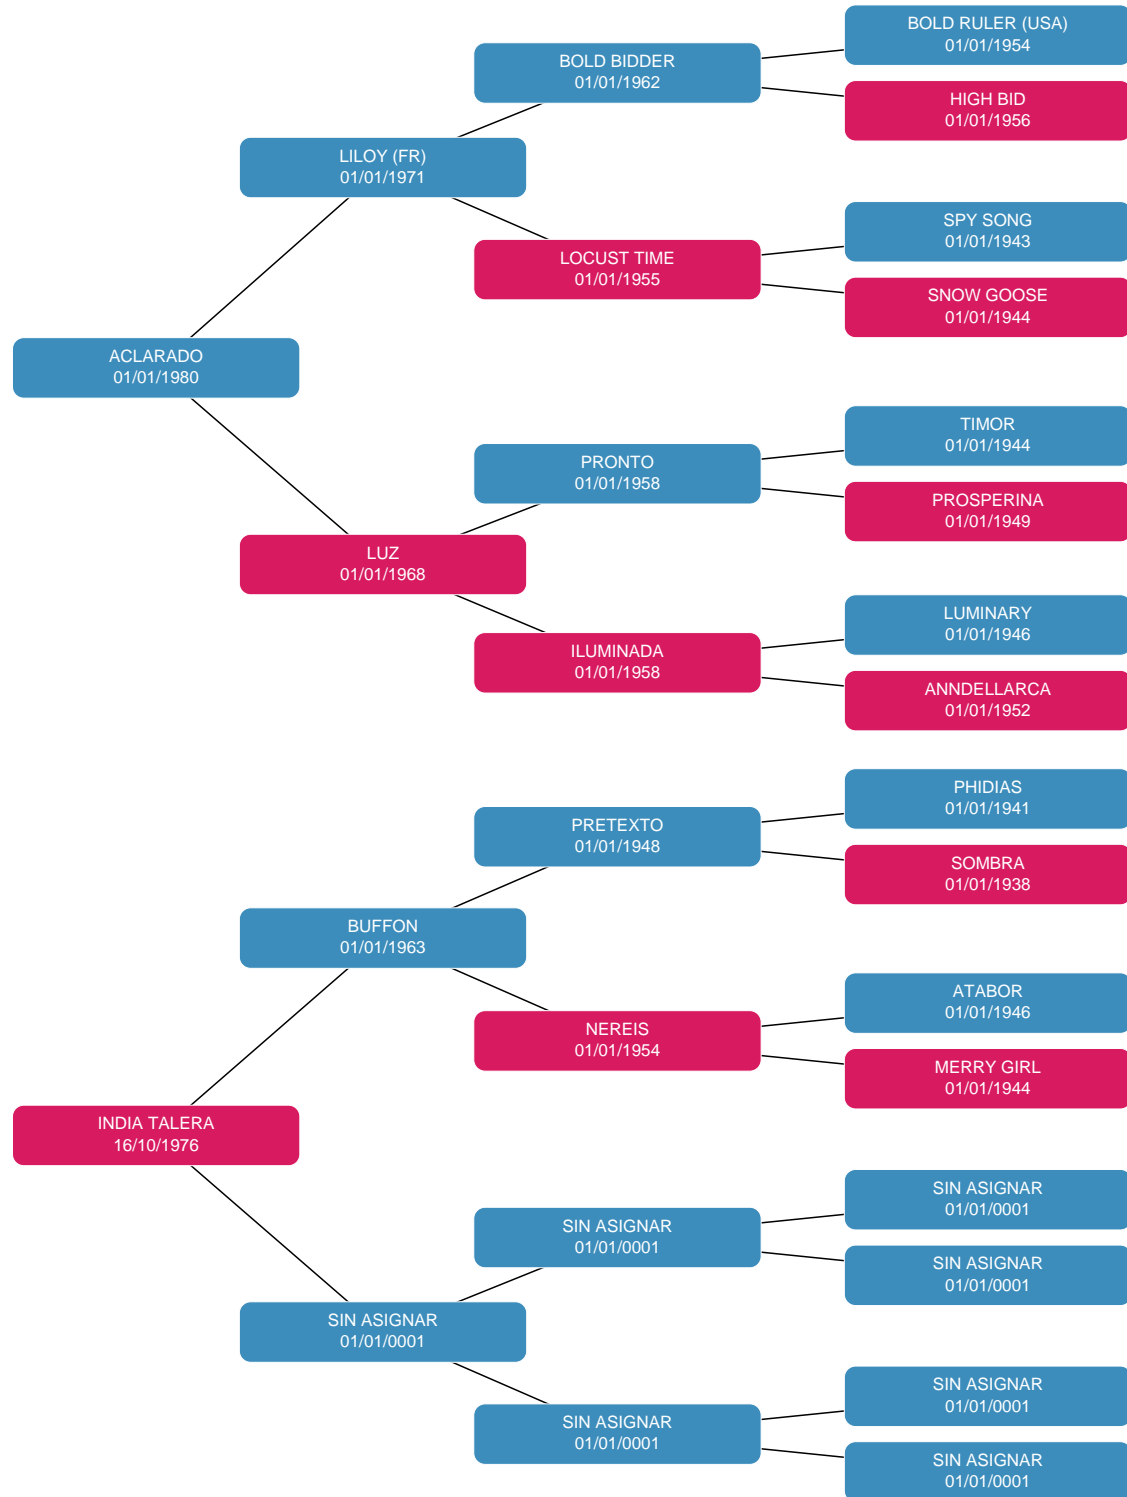 BOLD RULER (USA)
01/01/1954
BOLD BIDDER
01/01/1962
HIGH BID
01/01/1956
LILOY (FR)
01/01/1971
SPY SONG
01/01/1943
LOCUST TIME
01/01/1955
SNOW GOOSE
01/01/1944
ACLARADO
01/01/1980
TIMOR
01/01/1944
PRONTO
01/01/1958
PROSPERINA
01/01/1949
LUZ
01/01/1968
LUMINARY
01/01/1946
ILUMINADA
01/01/1958
ANNDELLARCA
01/01/1952
PHIDIAS
01/01/1941
PRETEXTO
01/01/1948
SOMBRA
01/01/1938
BUFFON
01/01/1963
ATABOR
01/01/1946
NEREIS
01/01/1954
MERRY GIRL
01/01/1944
INDIA TALERA
16/10/1976
SIN ASIGNAR
01/01/0001
SIN ASIGNAR
01/01/0001
SIN ASIGNAR
01/01/0001
SIN ASIGNAR
01/01/0001
SIN ASIGNAR
01/01/0001
SIN ASIGNAR
01/01/0001
SIN ASIGNAR
01/01/0001